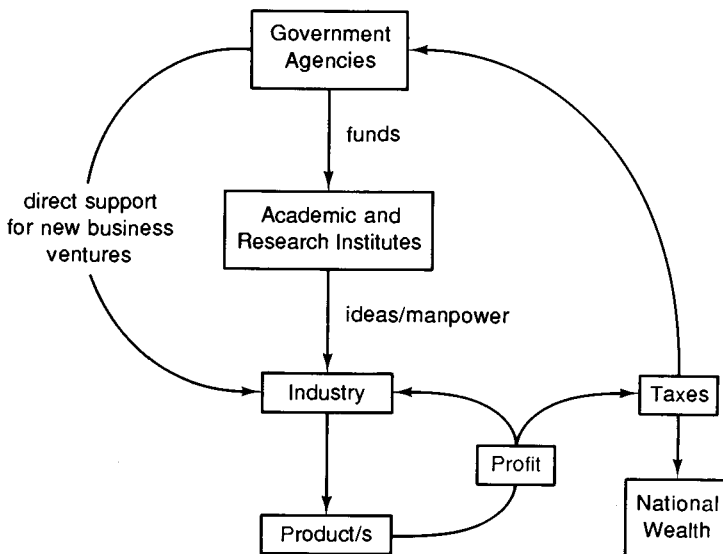 Government
Agencies
funds
direct support
for new business
ventures
Academic and
Research Institutes
ideas/manpower
Industry
Taxes
Profit
National
Wealth
Product/s